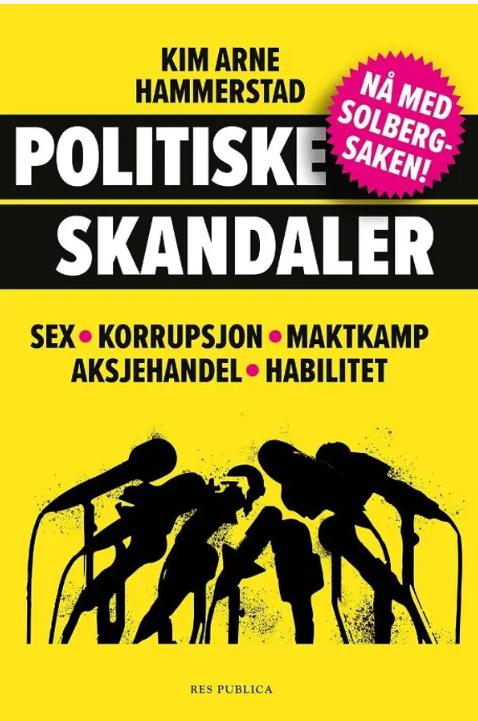 KIM ARNE
HAMMERSTAD
NÅ MED
SOLBERG-
SAKEN!
POLITISKE
SKANDALER
SEX • KORRUPSJON • MAKTKAMP
AKSJEHANDEL • HABILITET
RES PUBLICA